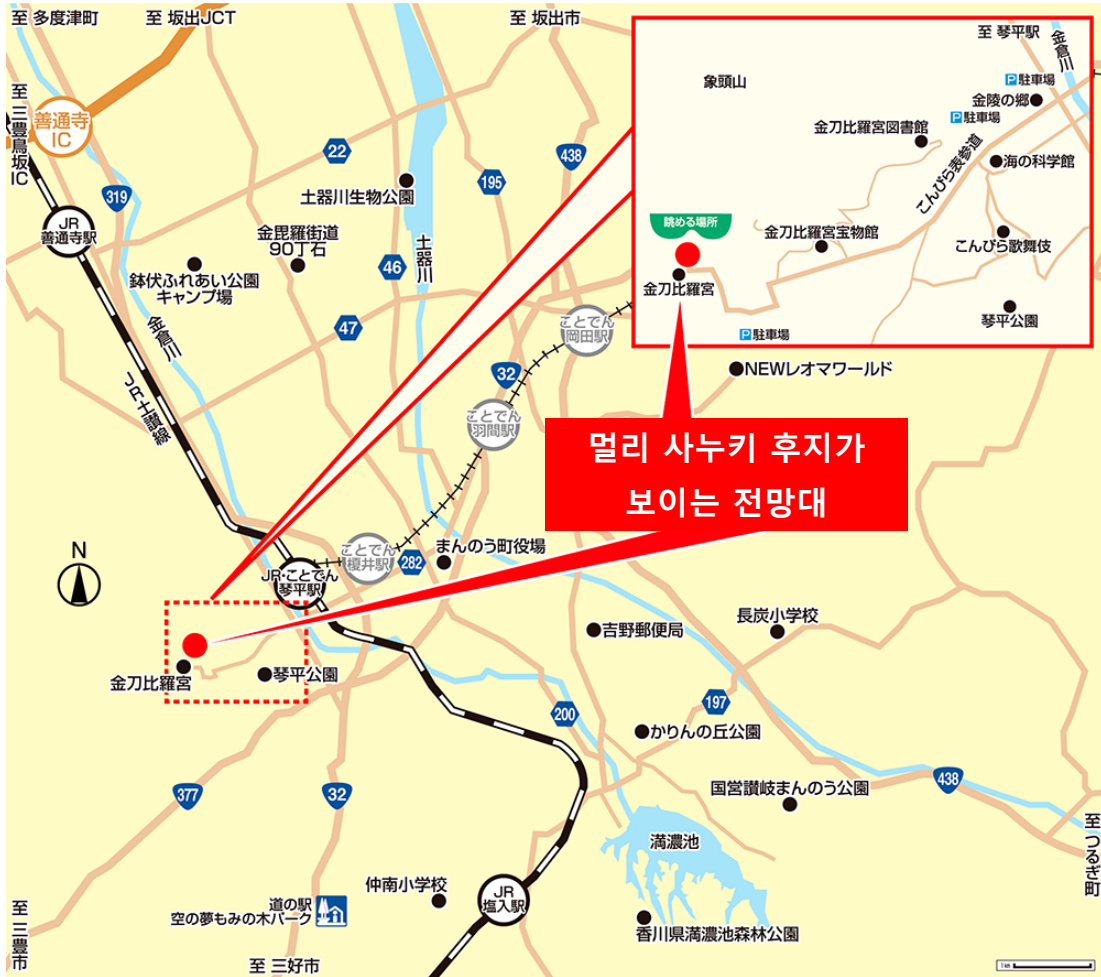 至 多度津町
至 坂出JCT
至 坂出市
至 三豊鳥坂IC
善通寺
IC
319
22
438
195
JR
善通寺駅
土器川生物公園
金毘羅街道
90丁石
46
土器川
鉢伏ふれあい公園
キャンプ場
金倉川
47
JR土讃線
ことでん
岡田駅
32
ことでん
羽間駅
NEWレオマワールド
至 琴平駅
金倉川
象頭山
P 駐車場
金陵の郷
P 駐車場
金刀比羅宮図書館
こんぴら表参道
海の科学館
眺める場所
金刀比羅宮宝物館
こんぴら歌舞伎
金刀比羅宮
琴平公園
P 駐車場
멀리 사누키 후지가
보이는 전망대
N
ことでん
榎井駅
282
まんのう町役場
JR・ことでん
琴平駅
吉野郵便局
長炭小学校
金刀比羅宮
琴平公園
200
197
かりんの丘公園
377
32
国営讃岐まんのう公園
438
満濃池
至 つるぎ町
仲南小学校
JR
塩入駅
道の駅
空の夢もみの木パーク
香川県満濃池森林公園
至 三豊市
至 三好市
1km